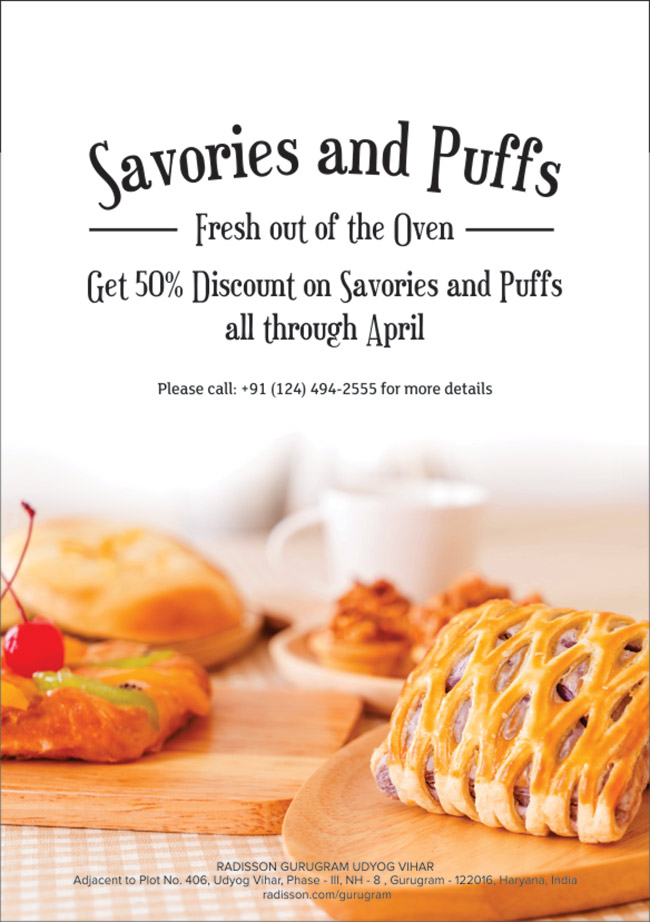 Savories and Puffs
Fresh out of the Oven
Get 50% Discount on Savories and Puffs
all through April
Please call: +91 (124) 494-2555 for more details
RADISSON GURUGRAM UDYOG VIHAR
Adjacent to Plot No. 406, Udyog Vihar, Phase - III, NH - 8 , Gurugram - 122016, Haryana, India
radisson.com/gurugram